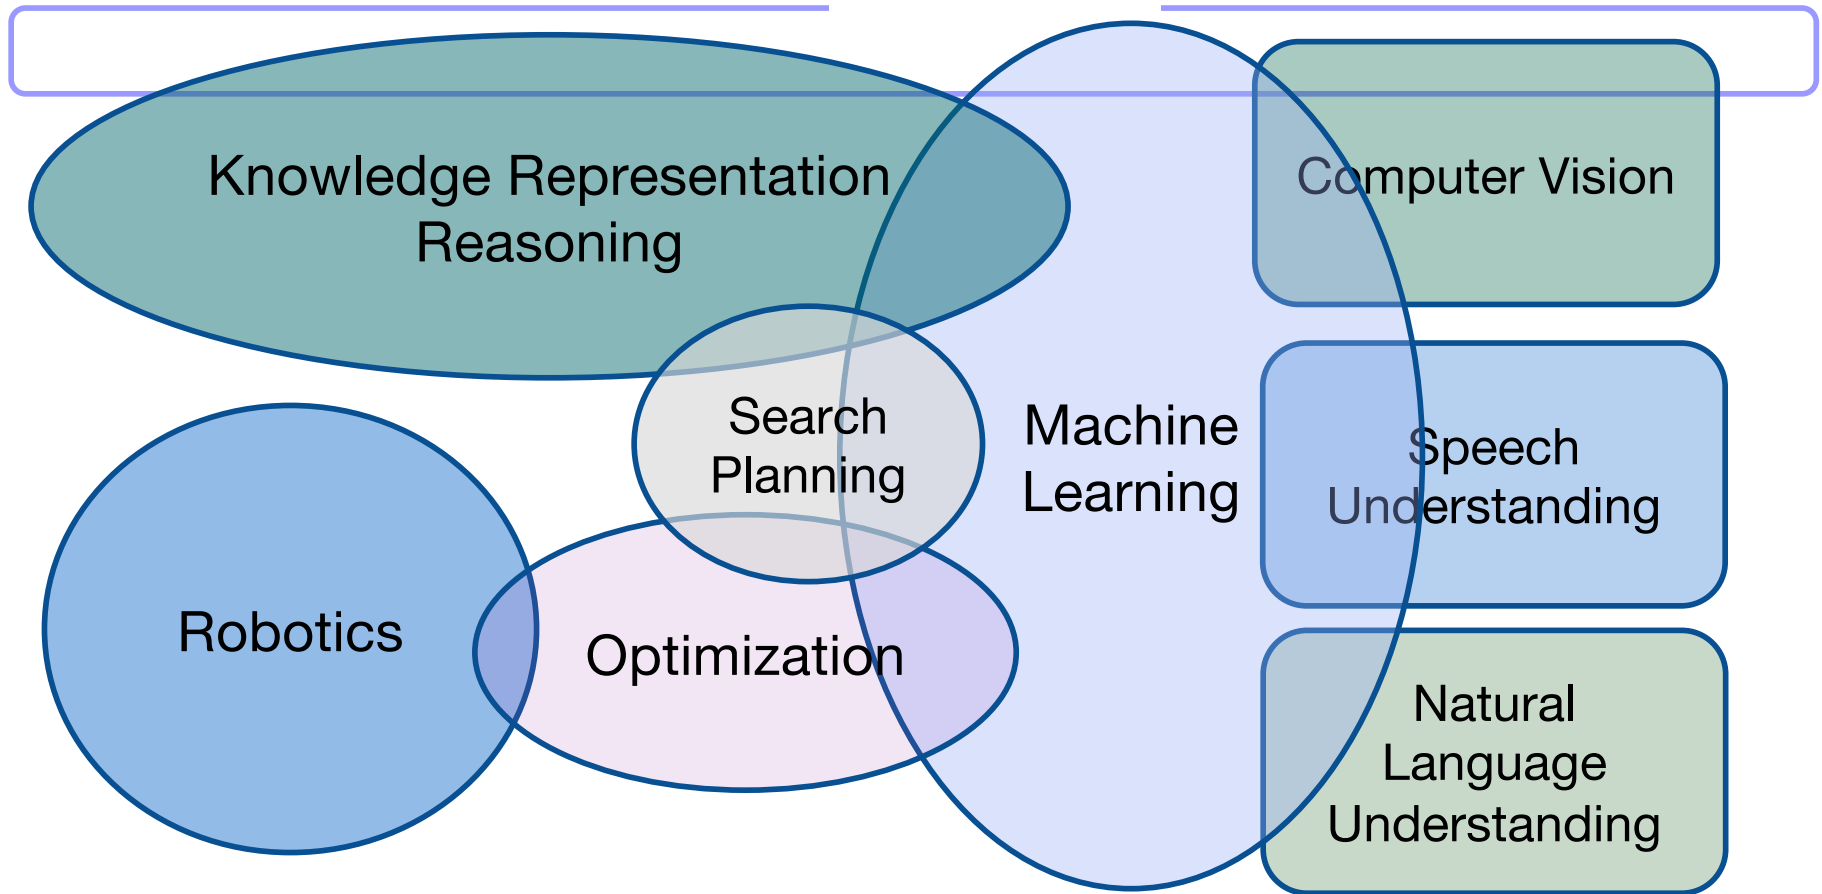 Knowledge Representation
Reasoning
Computer Vision
Search
Planning
Machine
Learning
Speech
Understanding
Robotics
Optimization
Natural
Language
Understanding